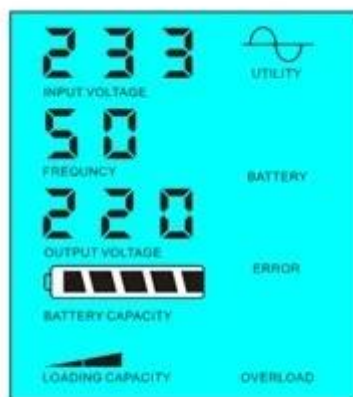 233
INPUT VOLTAGE
UTILITY
50
FREQUNCY
BATTERY
220
OUTPUT VOLTAGE
ERROR
BATTERY CAPACITY
LOADING CAPACITY
OVERLOAD